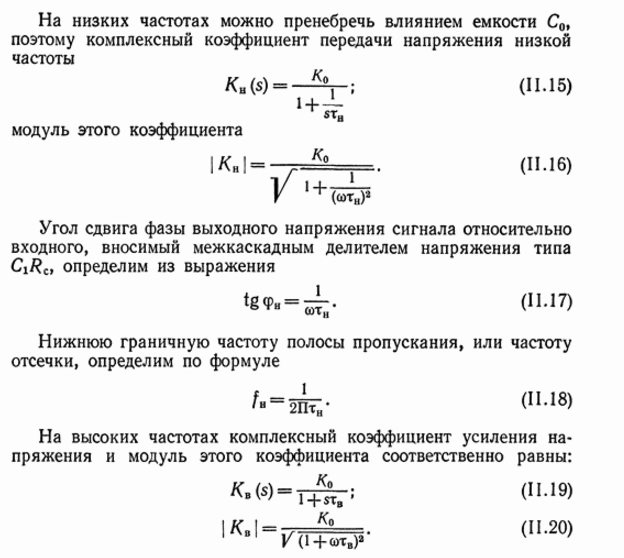 На низких частотах можно пренебречь влиянием емкости C₀,
поэтому комплексный коэффициент передачи напряжения низкой
частоты
Kн (s) = K₀ / (1 + 1/(sτн)); (II.15)
модуль этого коэффициента
|Kн| = K₀ / √(1 + 1/(ωτн)²). (II.16)
Угол сдвига фазы выходного напряжения сигнала относительно
входного, вносимый межкаскадным делителем напряжения типа
C₁Rc, определим из выражения
tg φн = 1/(ωτн). (II.17)
Нижнюю граничную частоту полосы пропускания, или частоту
отсечки, определим по формуле
fн = 1/(2Пτн). (II.18)
На высоких частотах комплексный коэффициент усиления на-
пряжения и модуль этого коэффициента соответственно равны:
Kв (s) = K₀ / (1 + sτв); (II.19)
|Kв| = K₀ / √(1 + ωτв)². (II.20)